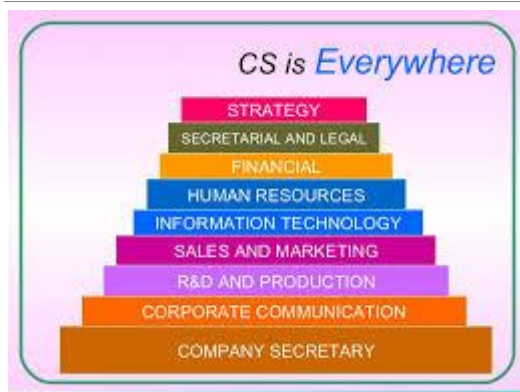 CS is Everywhere
STRATEGY
SECRETARIAL AND LEGAL
FINANCIAL
HUMAN RESOURCES
INFORMATION TECHNOLOGY
SALES AND MARKETING
R&D AND PRODUCTION
CORPORATE COMMUNICATION
COMPANY SECRETARY